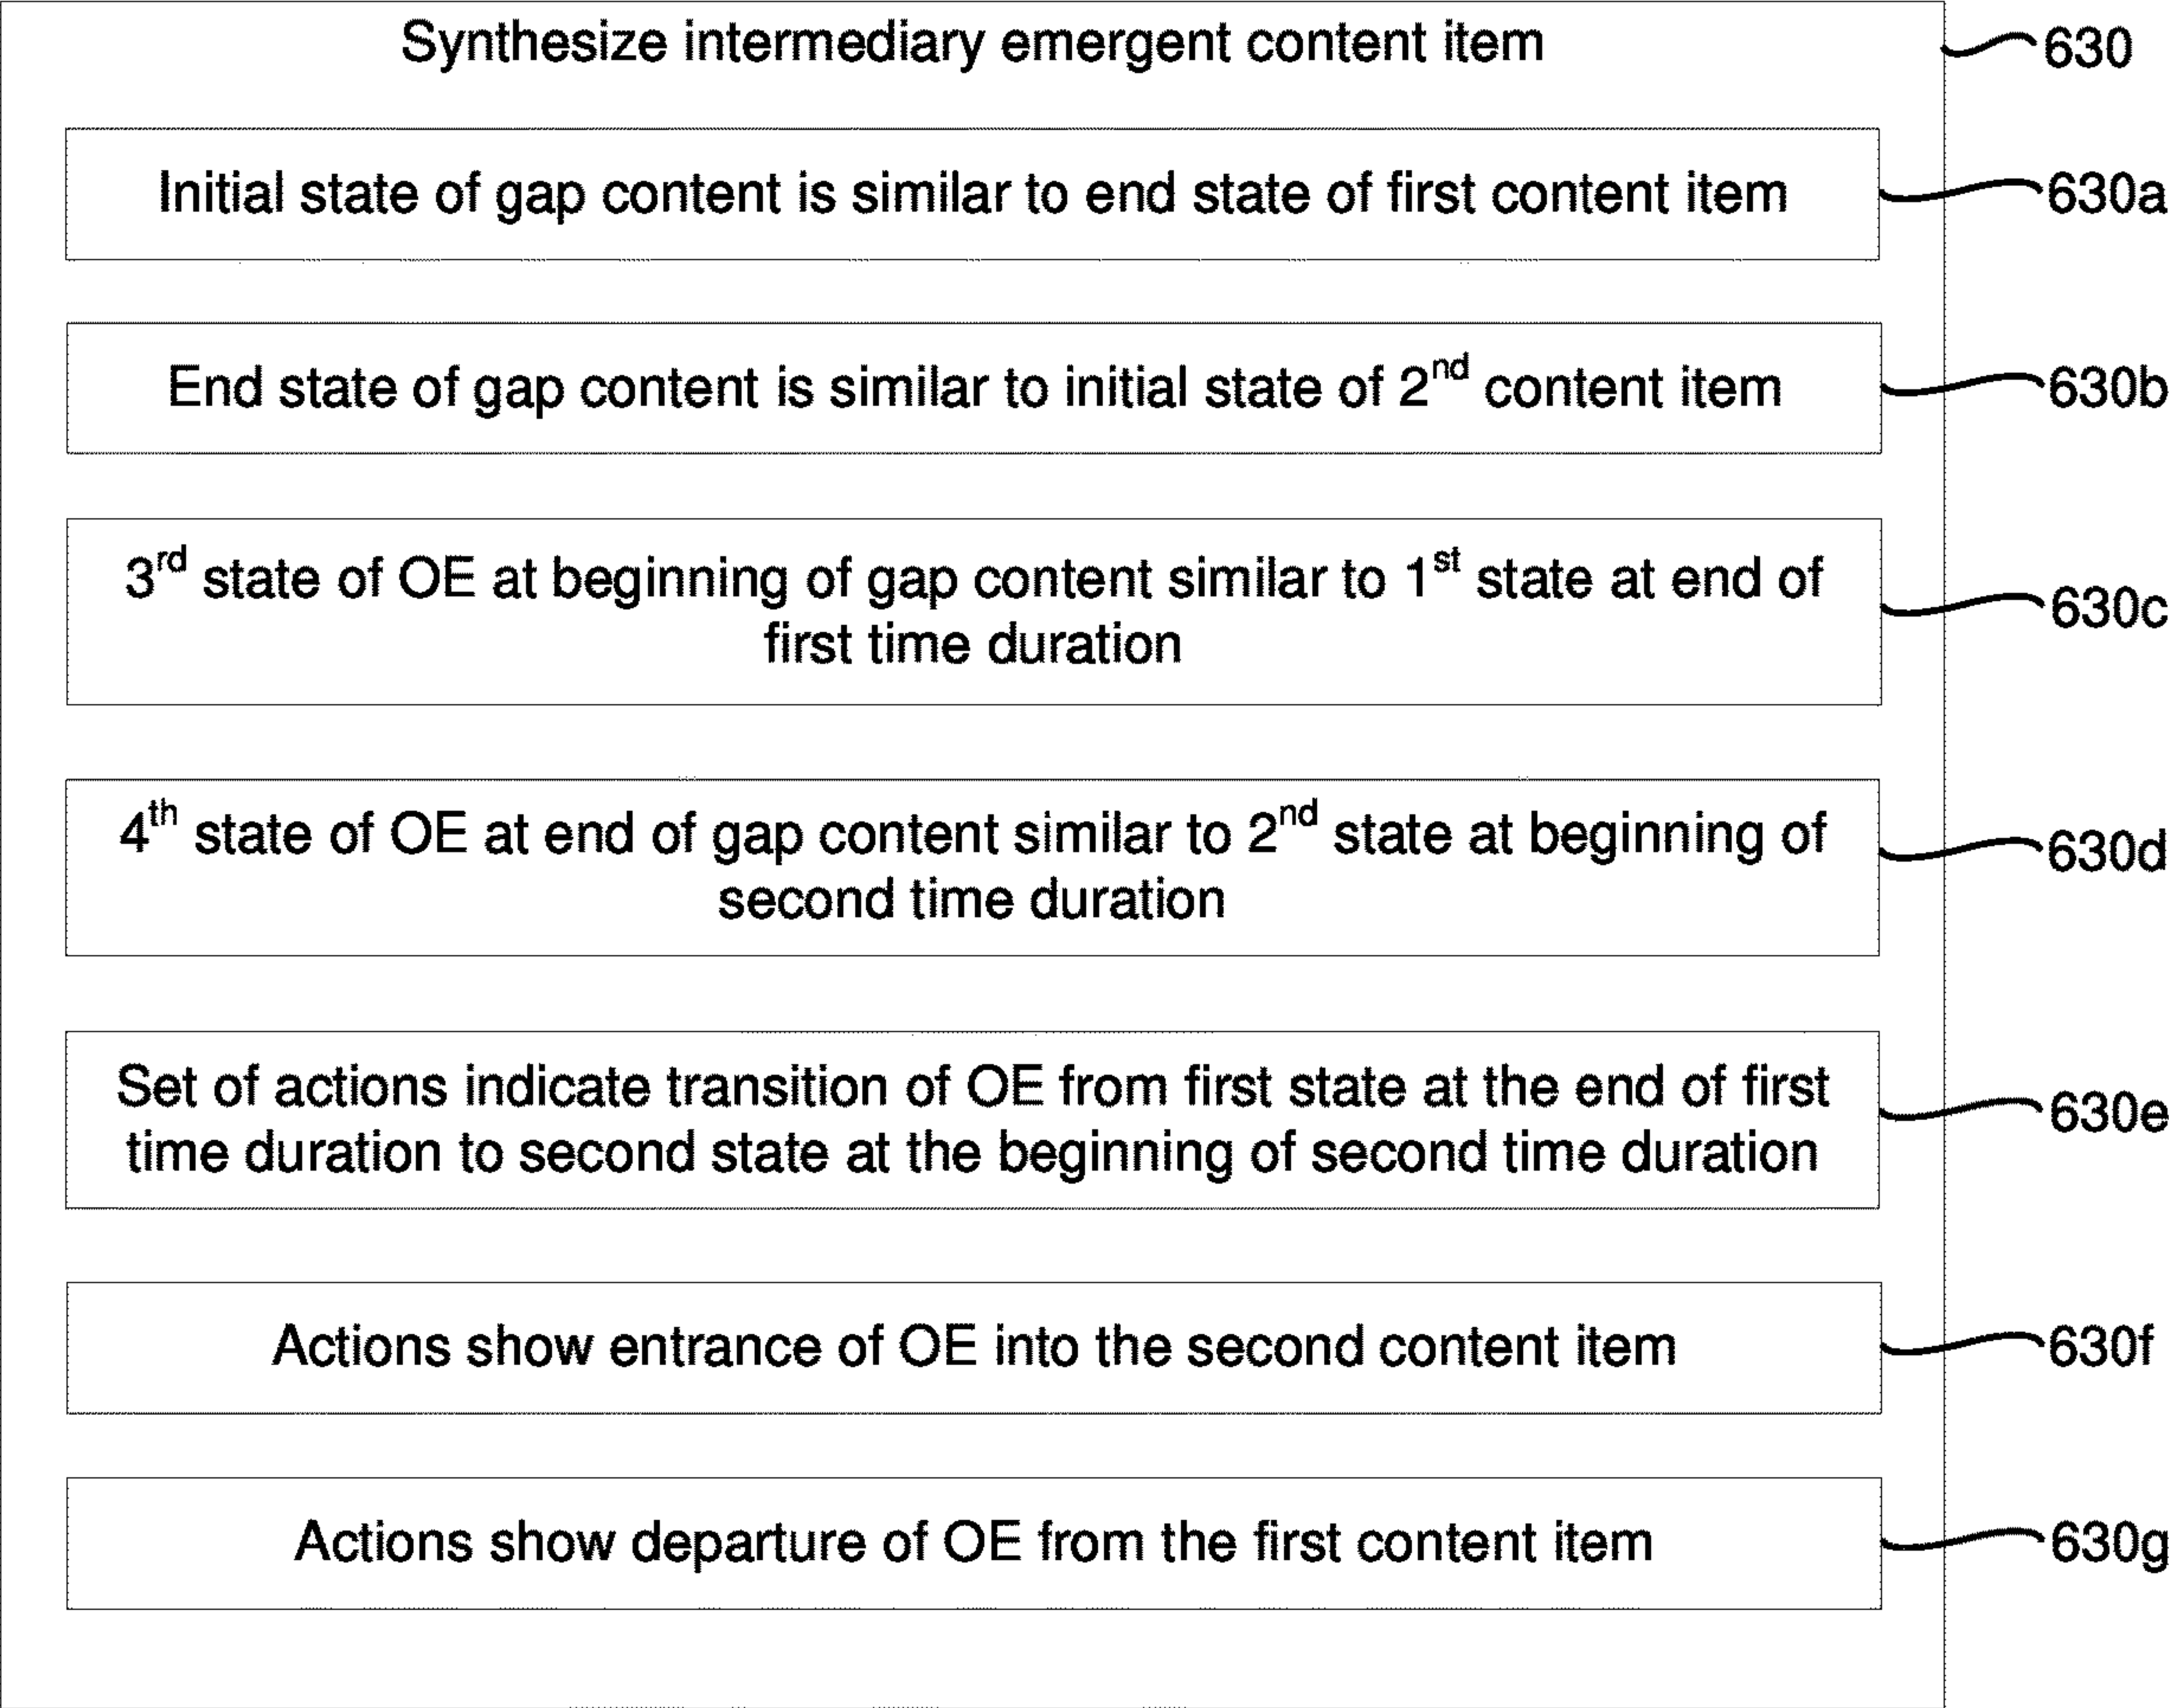 Synthesize intermediary emergent content item 630
Initial state of gap content is similar to end state of first content item 630a
End state of gap content is similar to initial state of 2nd content item 630b
3rd state of OE at beginning of gap content similar to 1st state at end of
first time duration 630c
4th state of OE at end of gap content similar to 2nd state at beginning of
second time duration 630d
Set of actions indicate transition of OE from first state at the end of first
time duration to second state at the beginning of second time duration 630e
Actions show entrance of OE into the second content item 630f
Actions show departure of OE from the first content item 630g